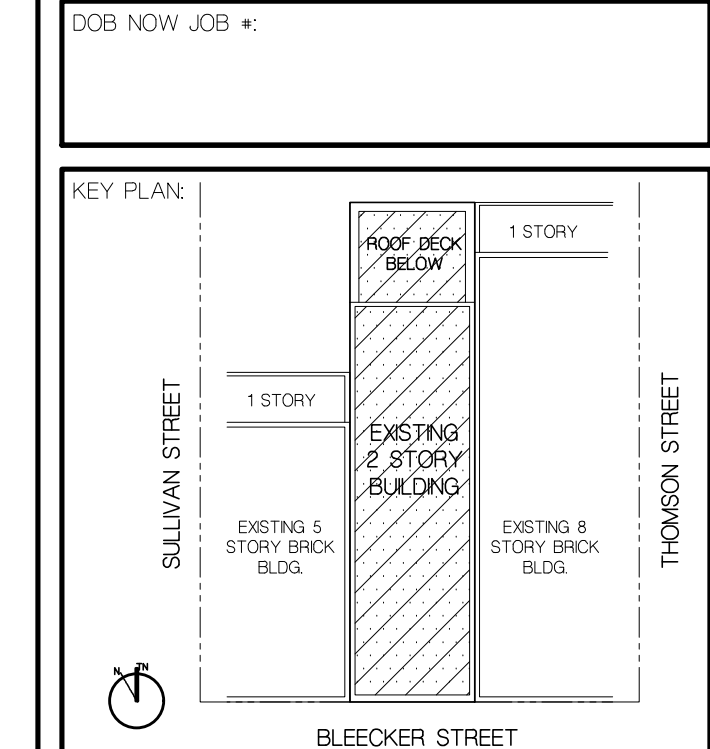 DOB NOW JOB #:
KEY PLAN:
ROOF DECK
BELOW
1 STORY
SULLIVAN STREET
1 STORY
EXISTING
2 STORY
BUILDING
THOMSON STREET
EXISTING 5
STORY BRICK
BLDG.
EXISTING 8
STORY BRICK
BLDG.
N
TN
BLEECKER STREET